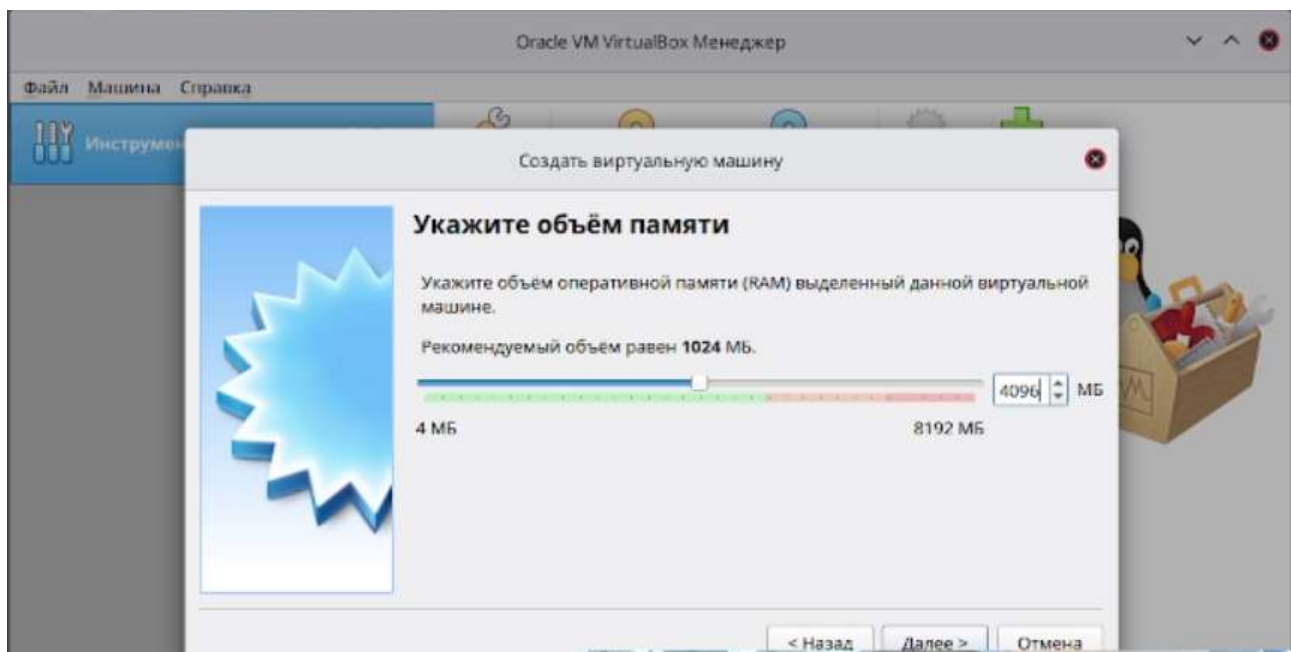 Oracle VM VirtualBox Менеджер
Файл Машина Справка
Создать виртуальную машину
Укажите объём памяти
Укажите объём оперативной памяти (RAM) выделенный данной виртуальной
машине.
Рекомендуемый объём равен 1024 МБ.
4096 МБ
4 МБ 8192 МБ
< Назад Далее > Отмена